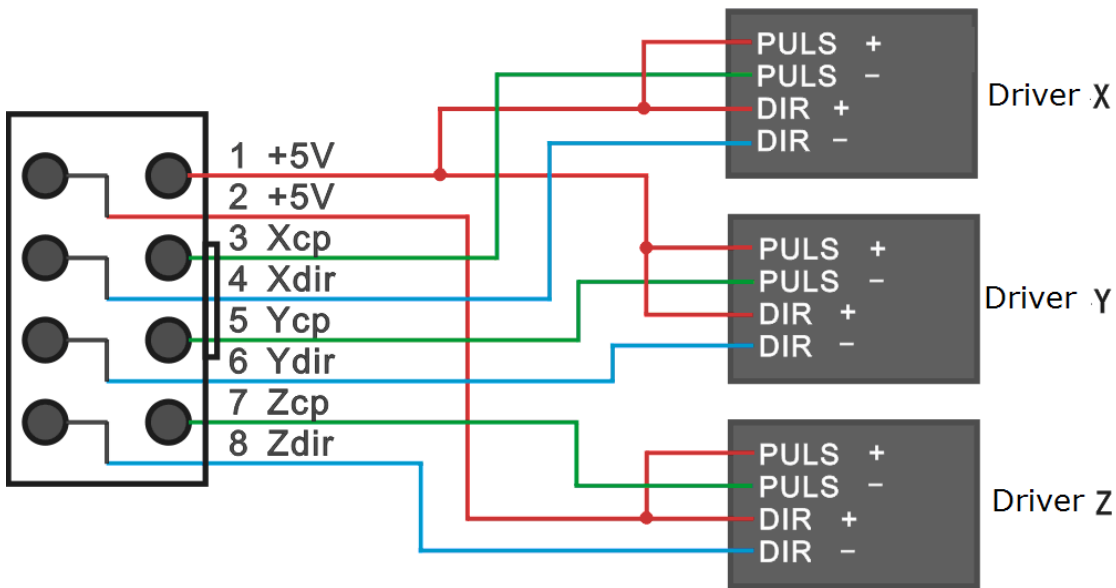 1 +5V
2 +5V
3 Xcp
4 Xdir
5 Ycp
6 Ydir
7 Zcp
8 Zdir
PULS +
PULS −
DIR +
DIR −
Driver X
PULS +
PULS −
DIR +
DIR −
Driver Y
PULS +
PULS −
DIR +
DIR −
Driver Z